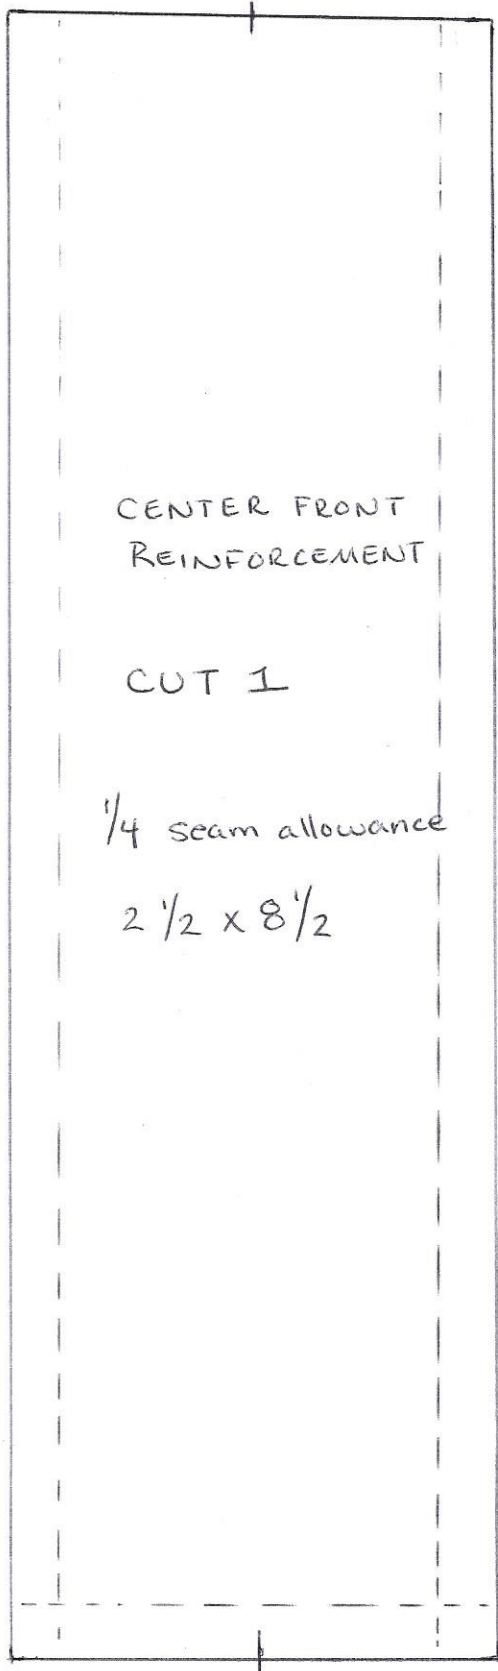 CENTER FRONT
REINFORCEMENT
CUT 1
1/4 seam allowance
2 1/2 x 8 1/2